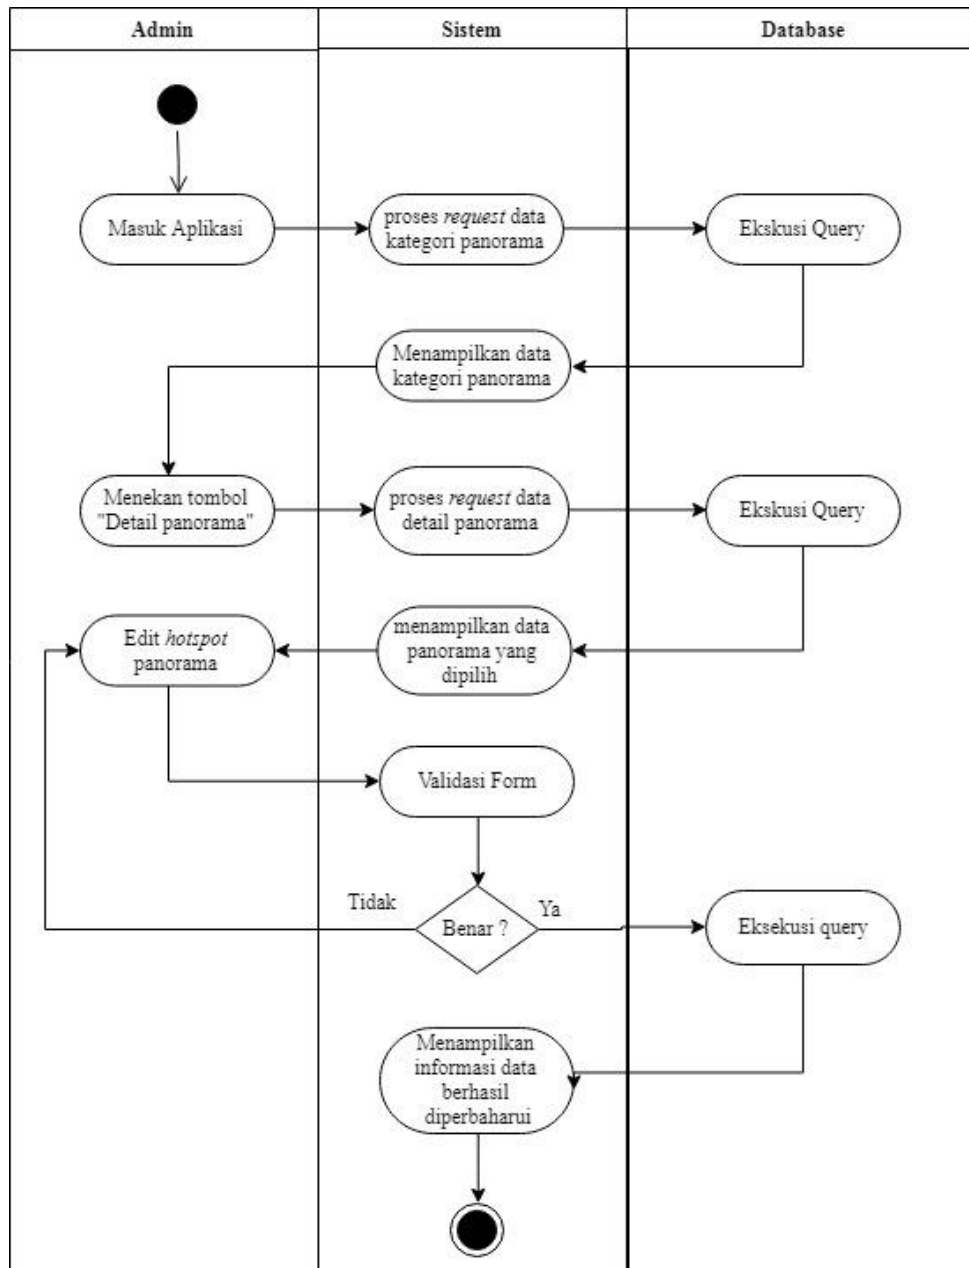 Admin
Sistem
Database
Masuk Aplikasi
proses request data
kategori panorama
Ekskusi Query
Menampilkan data
kategori panorama
Menekan tombol
"Detail panorama"
proses request data
detail panorama
Ekskusi Query
Edit hotspot
panorama
menampilkan data
panorama yang
dipilih
Validasi Form
Tidak
Benar ?
Ya
Eksekusi query
Menampilkan
informasi data
berhasil
diperbaharui